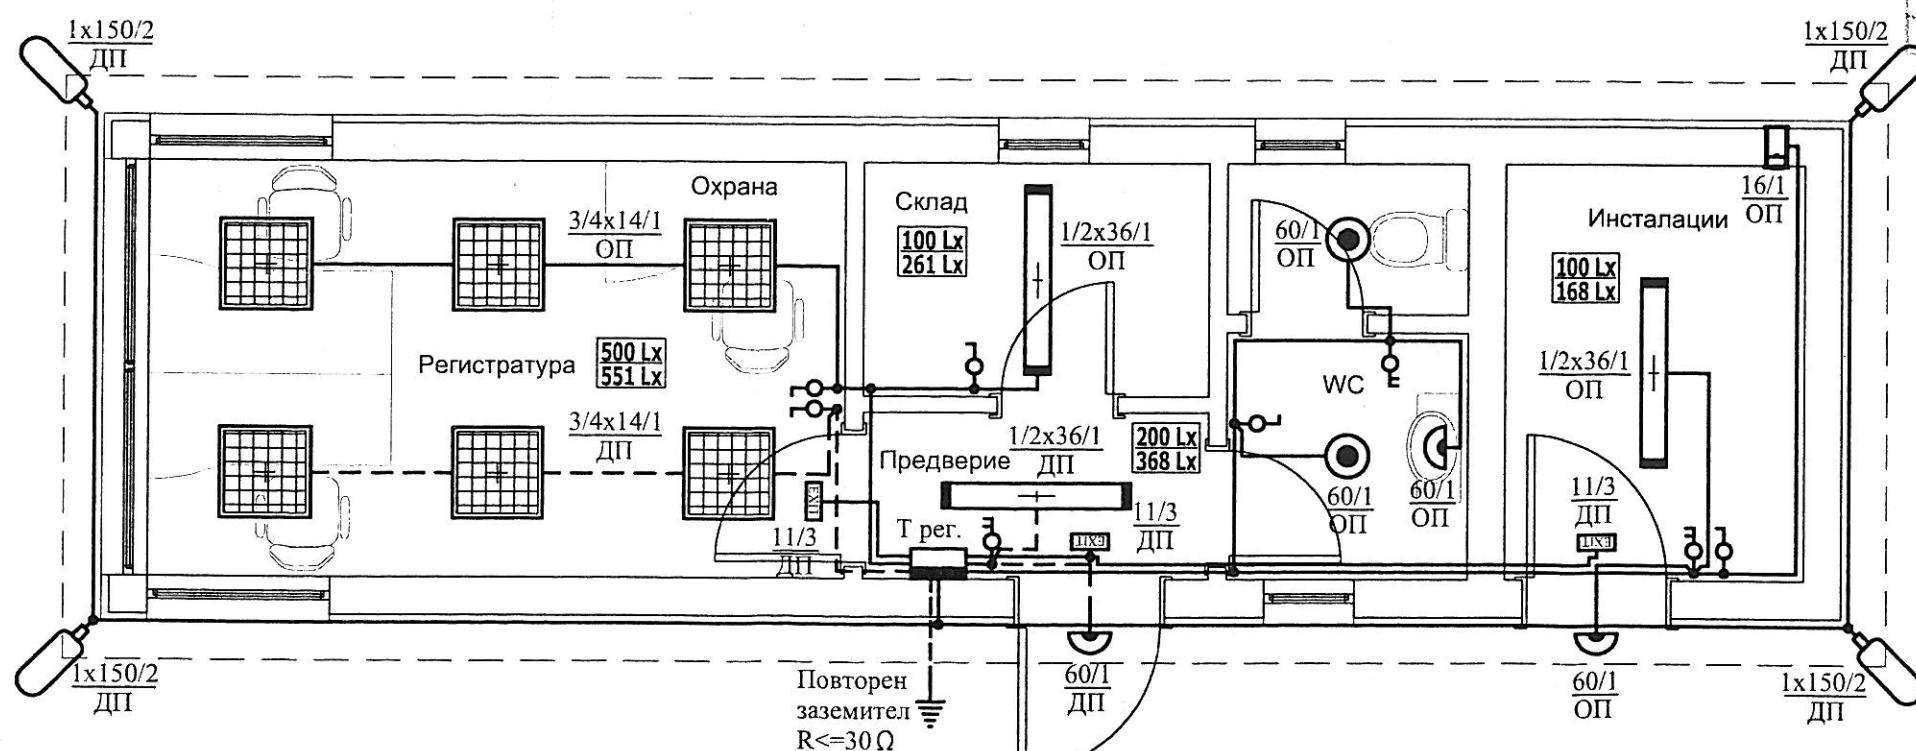 1x150/2
ДП
1x150/2
ДП
Охрана
3/4x14/1
ОП
Регистратура
500 Lx
551 Lx
3/4x14/1
ДП
EXIT
11/3
ДП
Склад
100 Lx
261 Lx
1/2x36/1
ОП
Предверие
1/2x36/1
ДП
200 Lx
368 Lx
Т рег.
EXIT
11/3
ДП
60/1
ОП
WC
60/1
ОП
60/1
ОП
16/1
ОП
Инсталации
100 Lx
168 Lx
1/2x36/1
ОП
11/3
ДП
EXIT
1x150/2
ДП
Повторен
заземител
R<=30 Ω
60/1
ДП
60/1
ОП
1x150/2
ДП